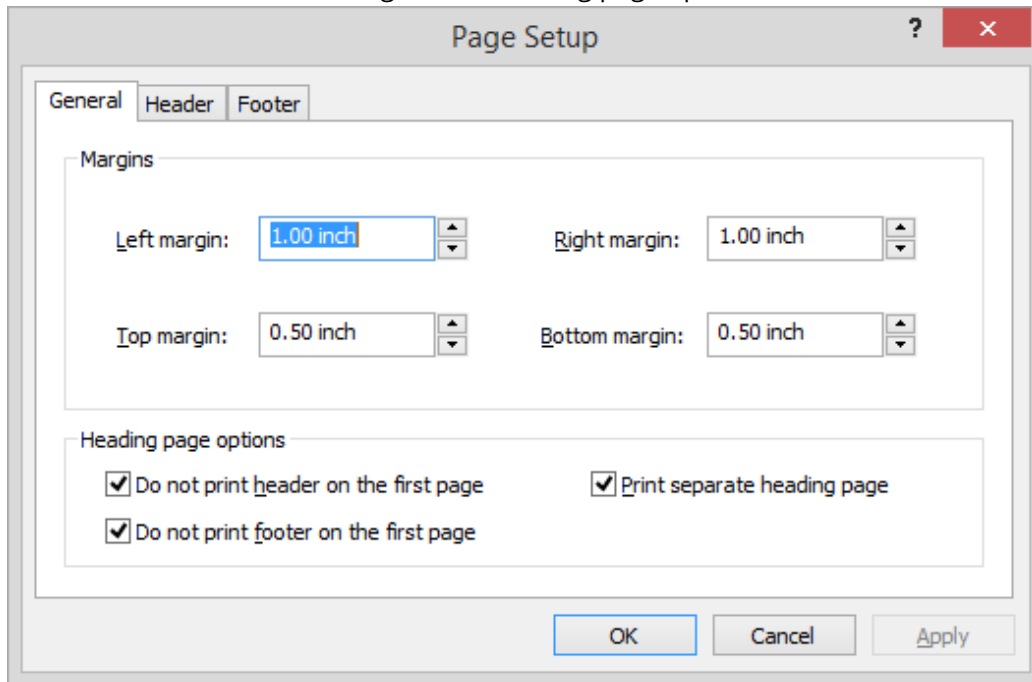 Page Setup ?
General Header Footer
Margins
Left margin: 1.00 inch Right margin: 1.00 inch
Top margin: 0.50 inch Bottom margin: 0.50 inch
Heading page options
Do not print header on the first page Print separate heading page
Do not print footer on the first page
OK Cancel Apply